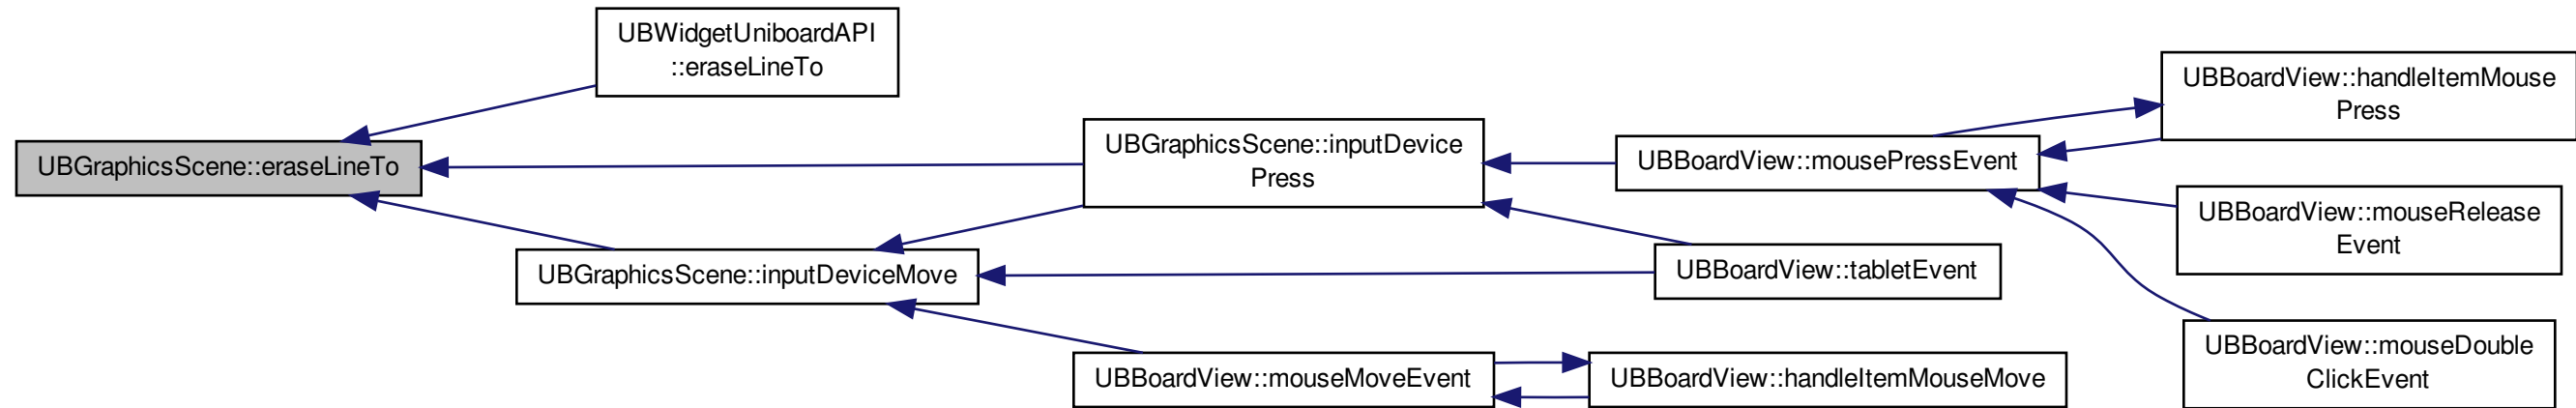 UBWidgetUniboardAPI
::eraseLineTo
UBGraphicsScene::eraseLineTo
UBGraphicsScene::inputDevice
Press
UBGraphicsScene::inputDeviceMove
UBBoardView::mousePressEvent
UBBoardView::tabletEvent
UBBoardView::mouseMoveEvent
UBBoardView::handleItemMouseMove
UBBoardView::handleItemMouse
Press
UBBoardView::mouseRelease
Event
UBBoardView::mouseDouble
ClickEvent